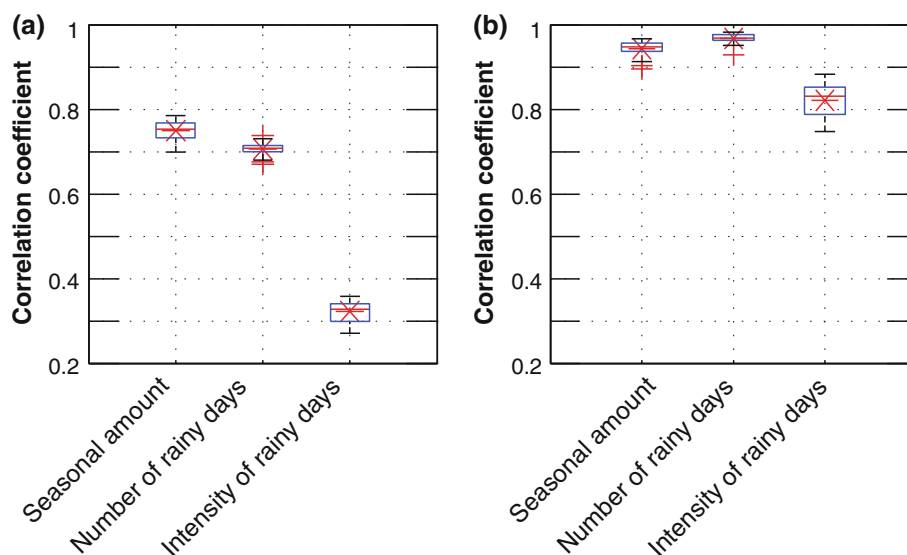 (a)
Correlation coefficient
1
0.8
0.6
0.4
0.2
Seasonal amount
Number of rainy days
Intensity of rainy days
(b)
Correlation coefficient
1
0.8
0.6
0.4
0.2
Seasonal amount
Number of rainy days
Intensity of rainy days